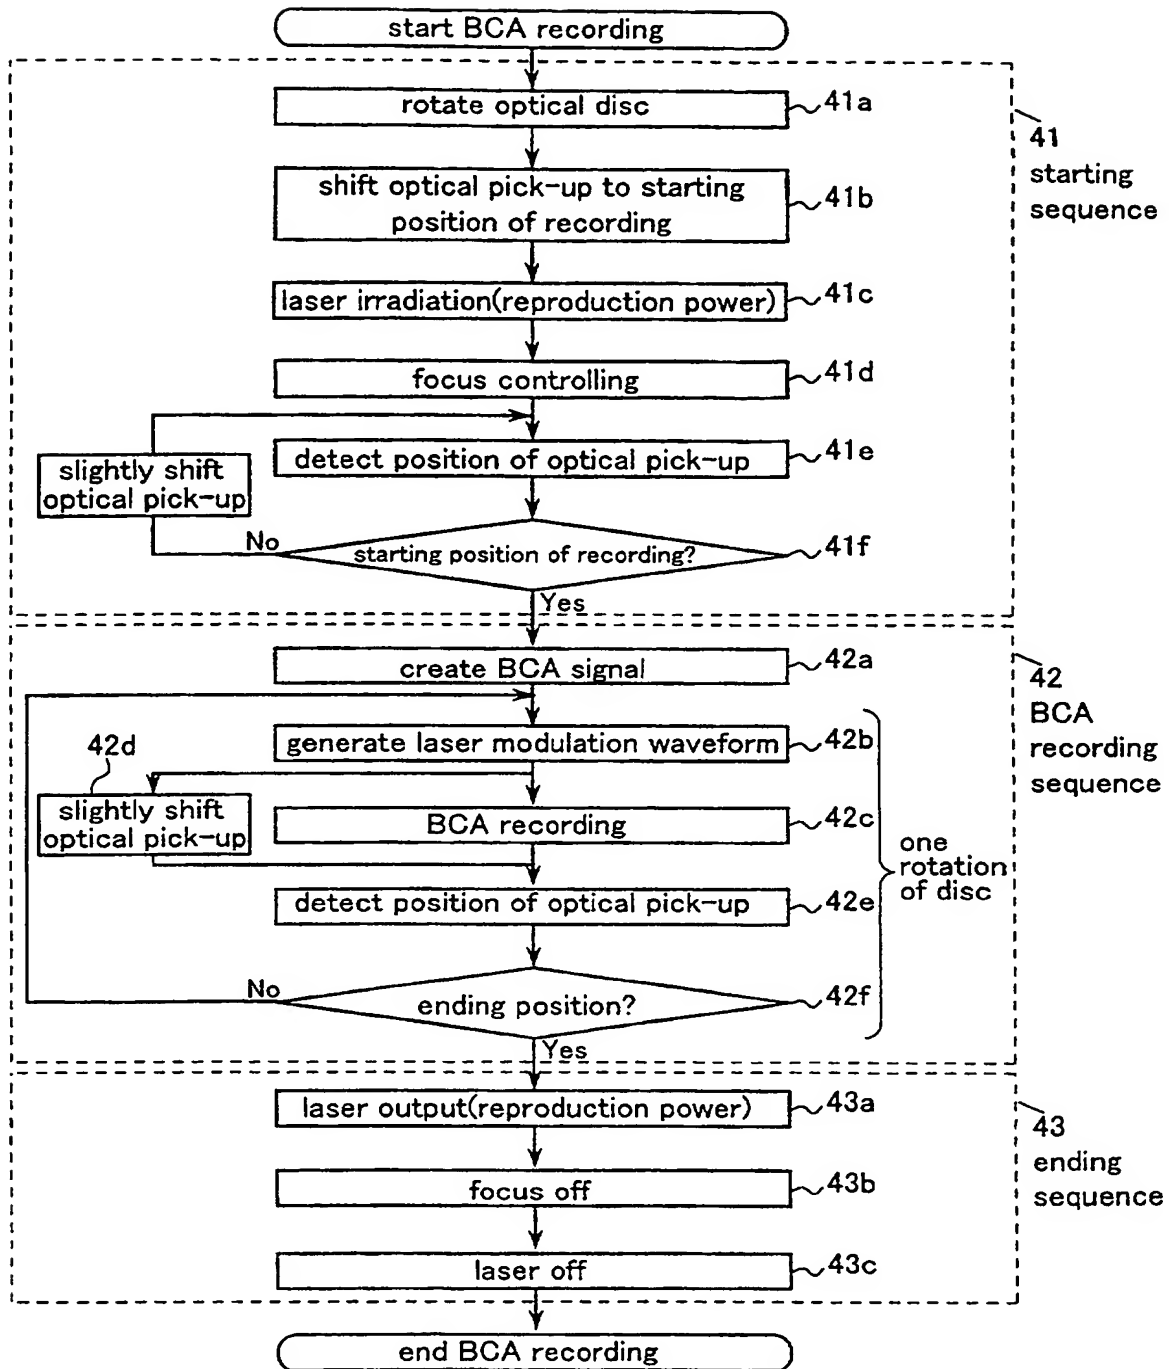 start BCA recording
rotate optical disc
41a
41
starting
sequence
shift optical pick-up to starting
position of recording
41b
laser irradiation(reproduction power)
41c
focus controlling
41d
detect position of optical pick-up
41e
slightly shift
optical pick-up
No
starting position of recording?
41f
Yes
create BCA signal
42a
42
BCA
recording
sequence
generate laser modulation waveform
42b
42d
slightly shift
optical pick-up
BCA recording
42c
one
rotation
of disc
detect position of optical pick-up
42e
No
ending position?
42f
Yes
laser output(reproduction power)
43a
43
ending
sequence
focus off
43b
laser off
43c
end BCA recording